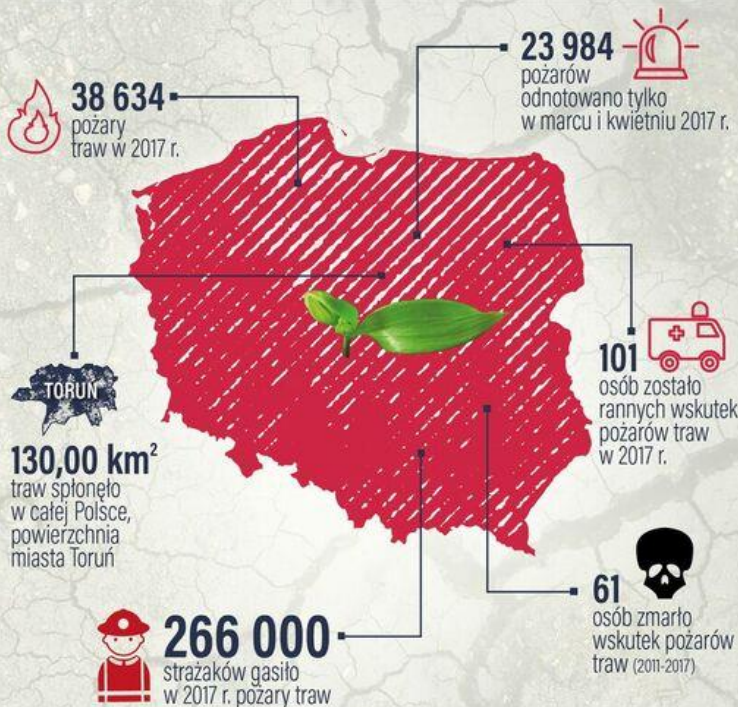 38 634
pożary
traw w 2017 r.
23 984
pożarów
odnotowano tylko
w marcu i kwietniu 2017 r.
TORUŃ
130,00 km²
traw spłonęło
w całej Polsce,
powierzchnia
miasta Toruń
101
osób zostało
rannych wskutek
pożarów traw
w 2017 r.
61
osób zmarło
wskutek pożarów
traw (2011-2017)
266 000
strażaków gasiło
w 2017 r. pożary traw